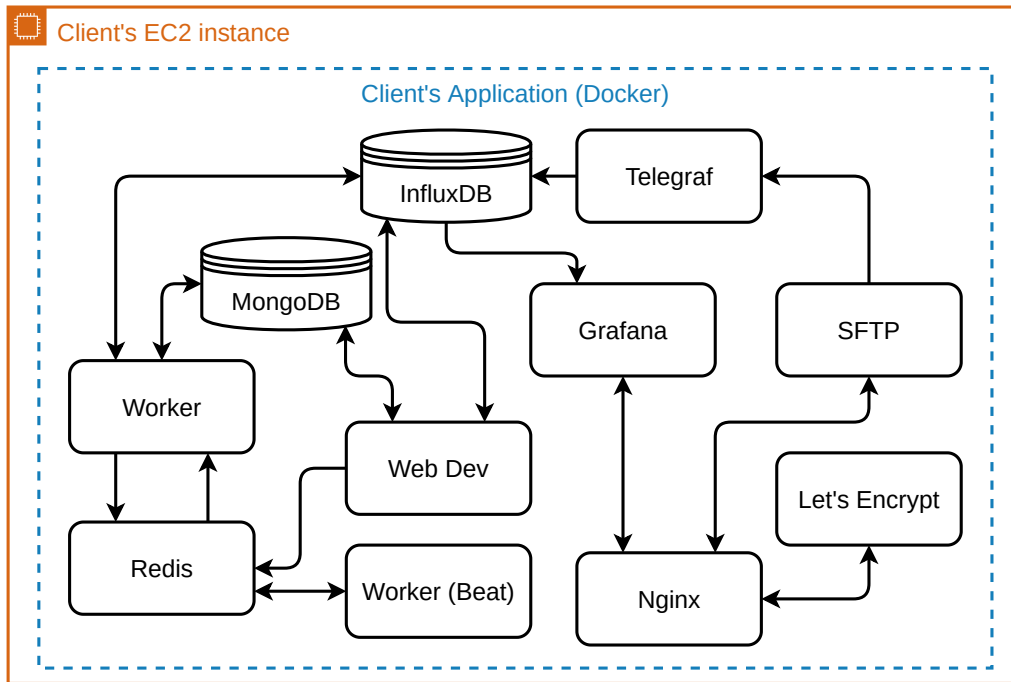 Client's EC2 instance
Client's Application (Docker)
InfluxDB
Telegraf
MongoDB
Grafana
SFTP
Worker
Web Dev
Let's Encrypt
Redis
Worker (Beat)
Nginx